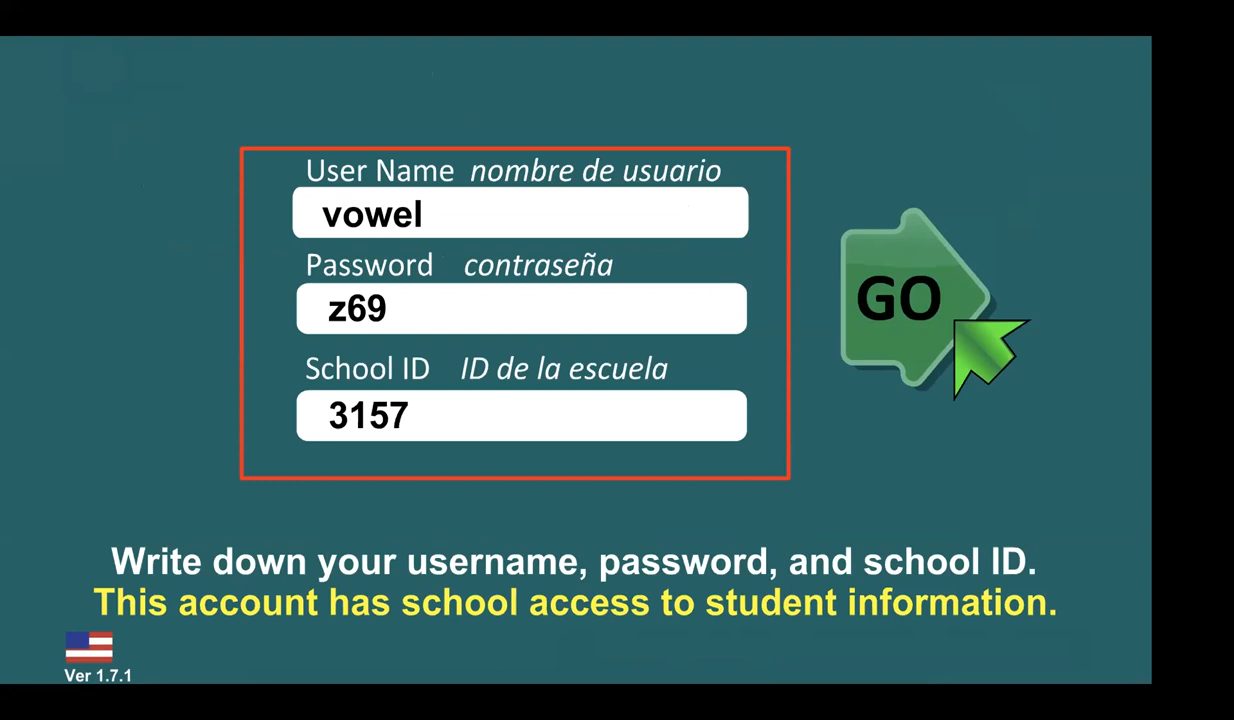 User Name nombre de usuario
vowel
Password contraseña
z69
School ID ID de la escuela
3157
GO
Write down your username, password, and school ID.
This account has school access to student information.
Ver 1.7.1